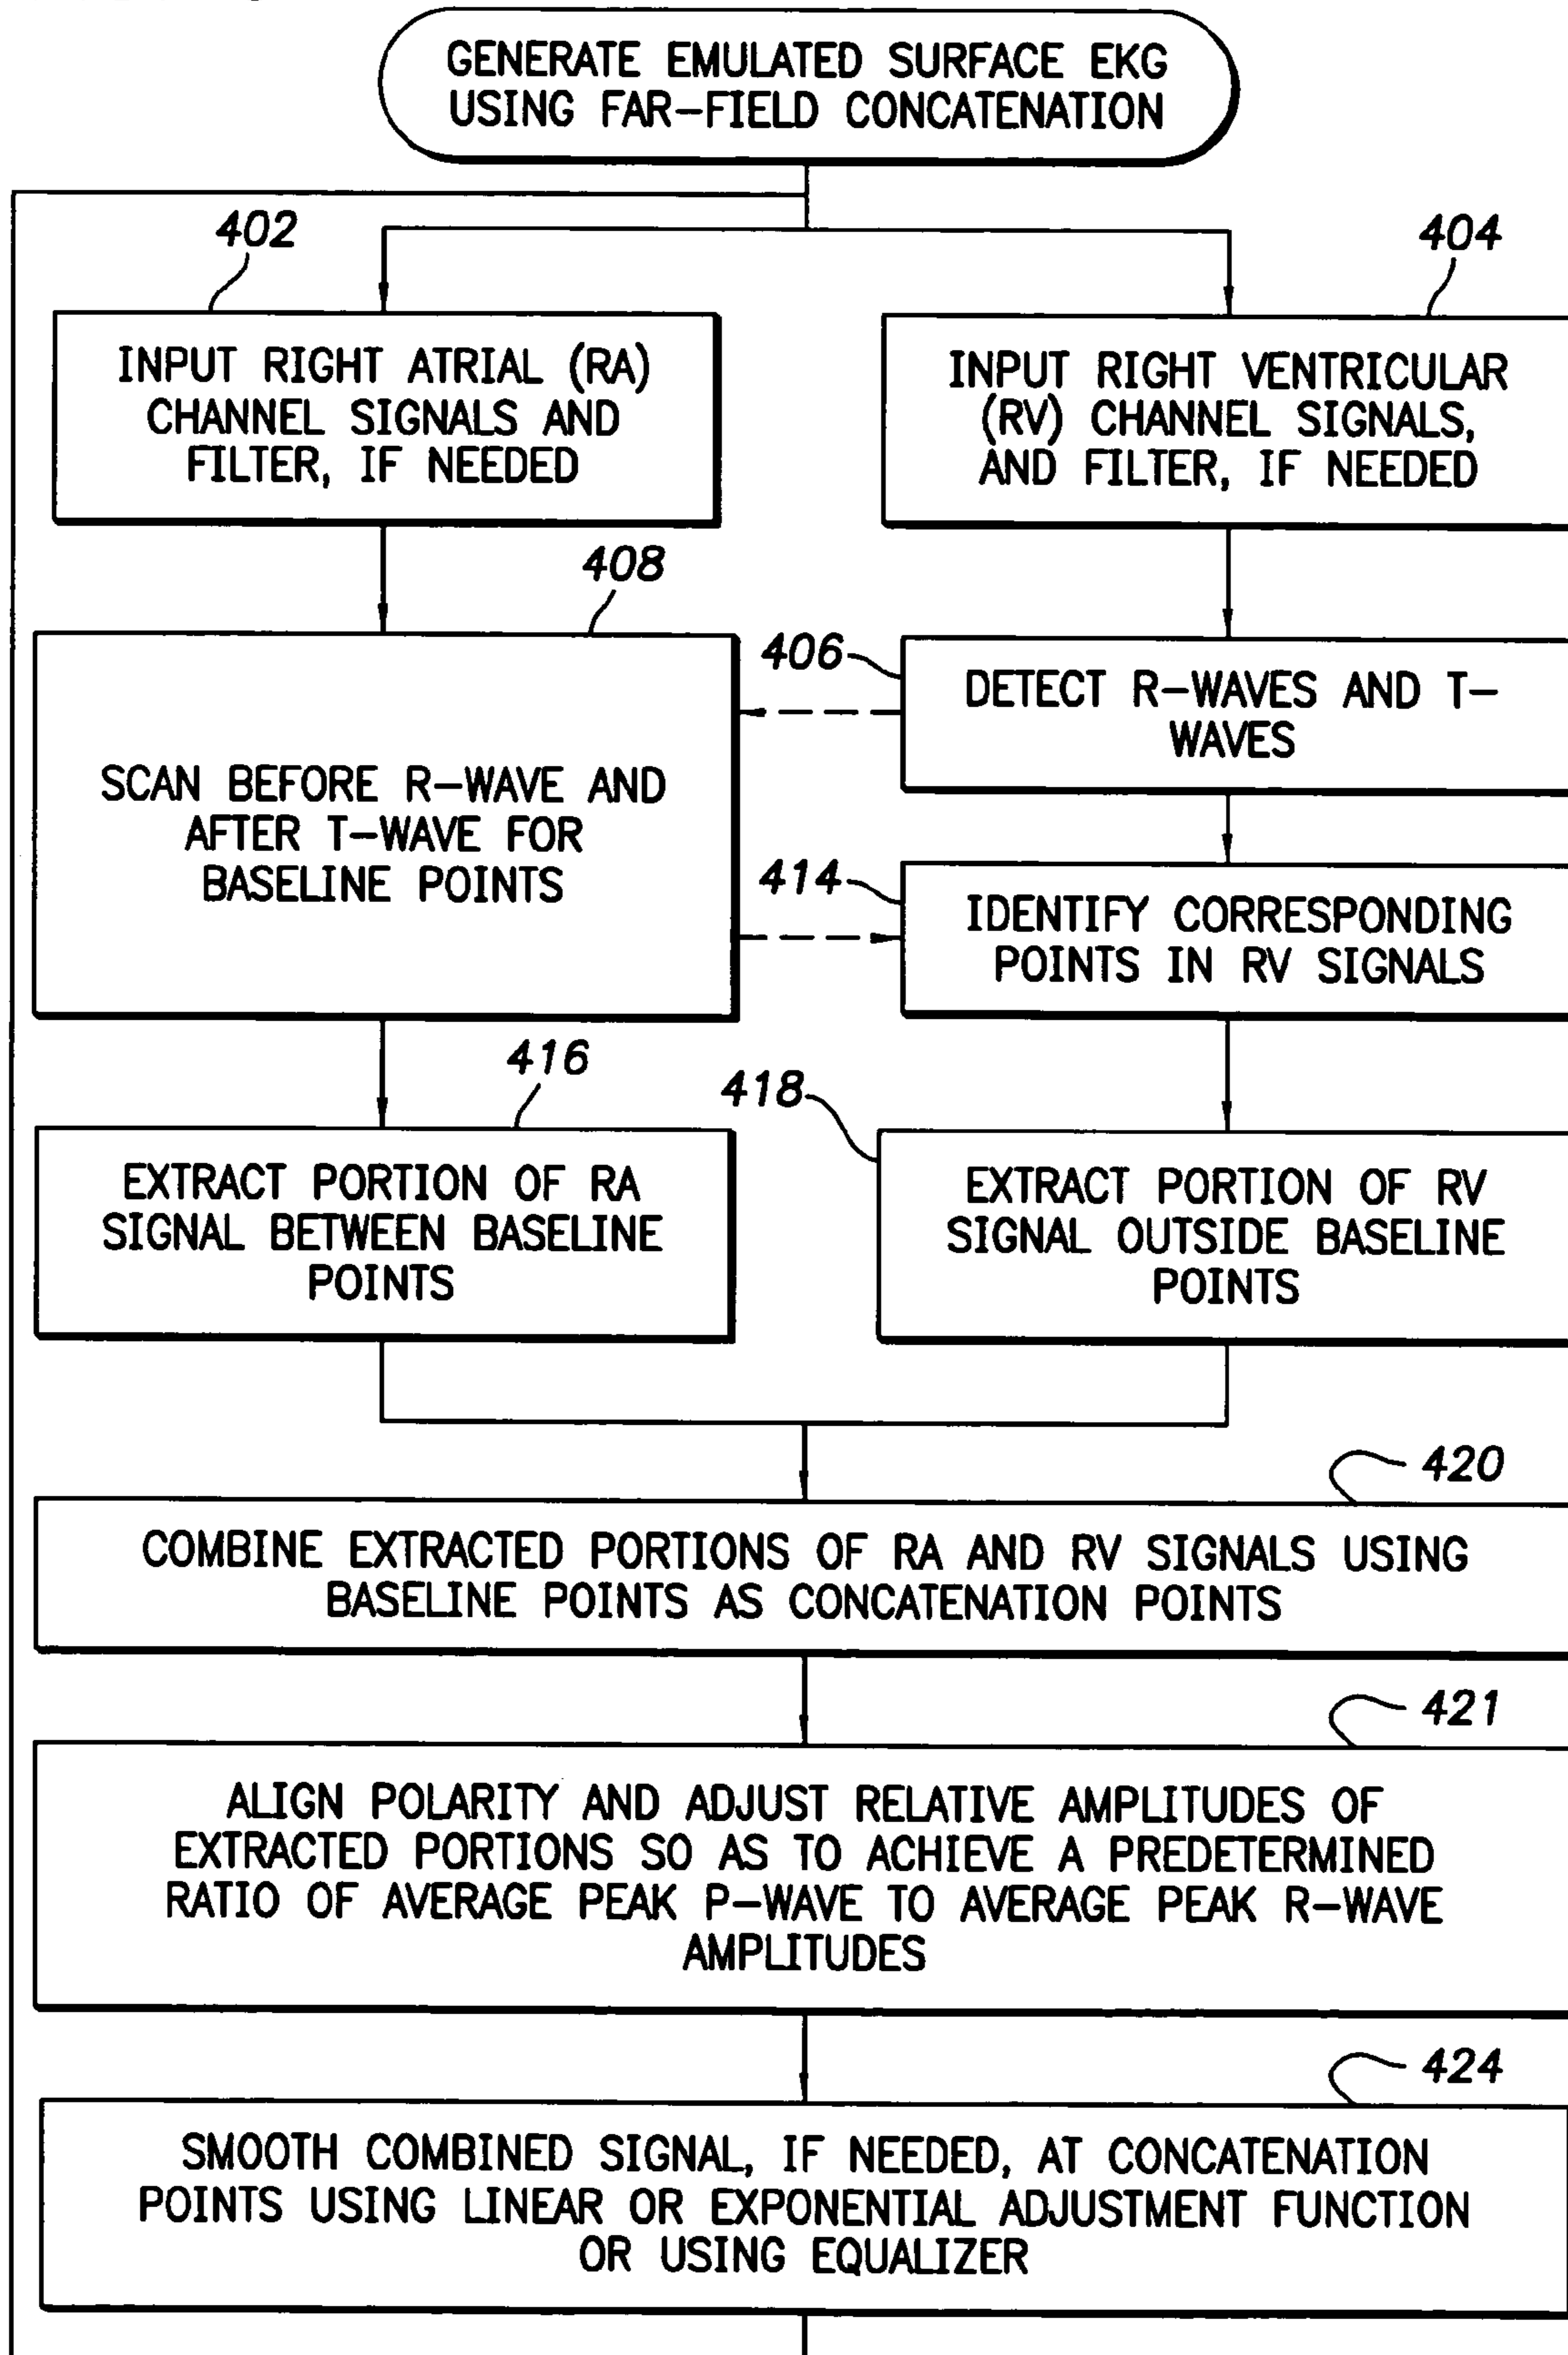 GENERATE EMULATED SURFACE EKG
USING FAR-FIELD CONCATENATION
402
404
INPUT RIGHT ATRIAL (RA)
CHANNEL SIGNALS AND
FILTER, IF NEEDED
INPUT RIGHT VENTRICULAR
(RV) CHANNEL SIGNALS,
AND FILTER, IF NEEDED
408
406
SCAN BEFORE R-WAVE AND
AFTER T-WAVE FOR
BASELINE POINTS
DETECT R-WAVES AND T-
WAVES
414
IDENTIFY CORRESPONDING
POINTS IN RV SIGNALS
416
418
EXTRACT PORTION OF RA
SIGNAL BETWEEN BASELINE
POINTS
EXTRACT PORTION OF RV
SIGNAL OUTSIDE BASELINE
POINTS
420
COMBINE EXTRACTED PORTIONS OF RA AND RV SIGNALS USING
BASELINE POINTS AS CONCATENATION POINTS
421
ALIGN POLARITY AND ADJUST RELATIVE AMPLITUDES OF
EXTRACTED PORTIONS SO AS TO ACHIEVE A PREDETERMINED
RATIO OF AVERAGE PEAK P-WAVE TO AVERAGE PEAK R-WAVE
AMPLITUDES
424
SMOOTH COMBINED SIGNAL, IF NEEDED, AT CONCATENATION
POINTS USING LINEAR OR EXPONENTIAL ADJUSTMENT FUNCTION
OR USING EQUALIZER